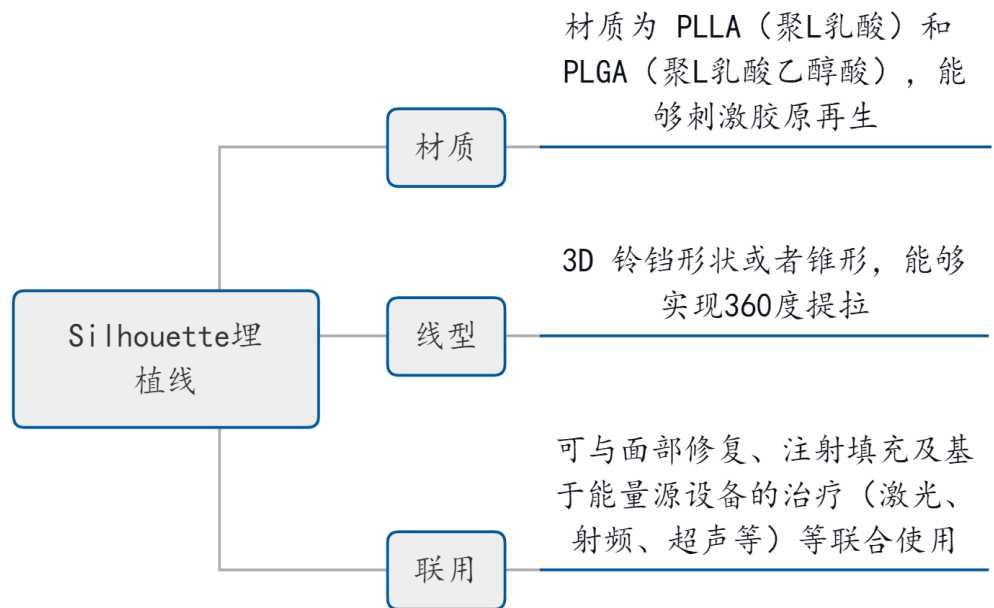 材质为 PLLA（聚L乳酸）和
PLGA（聚L乳酸乙醇酸），能
够刺激胶原再生
材质
3D 铃铛形状或者锥形，能够
实现360度提拉
Silhouette埋
植线
线型
可与面部修复、注射填充及基
于能量源设备的治疗（激光、
射频、超声等）等联合使用
联用